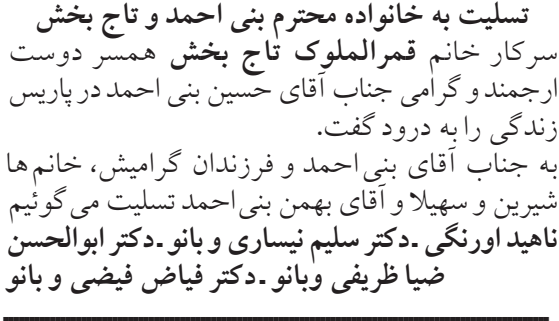 تسلیت به خانواده محترم بنی احمد و تاج بخش
سرکار خانم قمرالملوک تاج بخش همسر دوست
ارجمند و گرامی جناب آقای حسین بنی احمد در پاریس
زندگی را به درود گفت.
به جناب آقای بنی‌احمد و فرزندان گرامیش، خانم‌ها
شیرین و سهیلا و آقای بهمن بنی‌احمد تسلیت می‌گوئیم
ناهید اورنگی ـ دکتر سلیم نیساری و بانو ـ دکتر ابوالحسن
ضیا ظریفی وبانو ـ دکتر فیاض فیضی و بانو